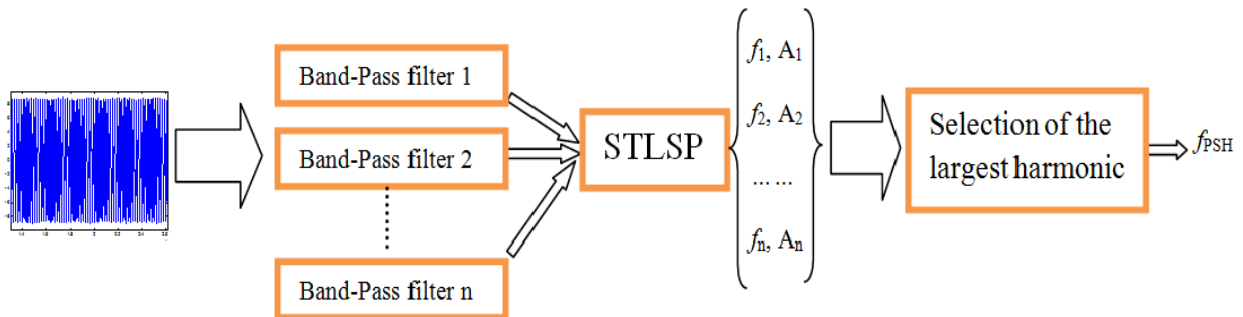 Band-Pass filter 1
Band-Pass filter 2
Band-Pass filter n
STLSP
f1, A1
f2, A2
... ...
fn, An
Selection of the
largest harmonic
fPSH